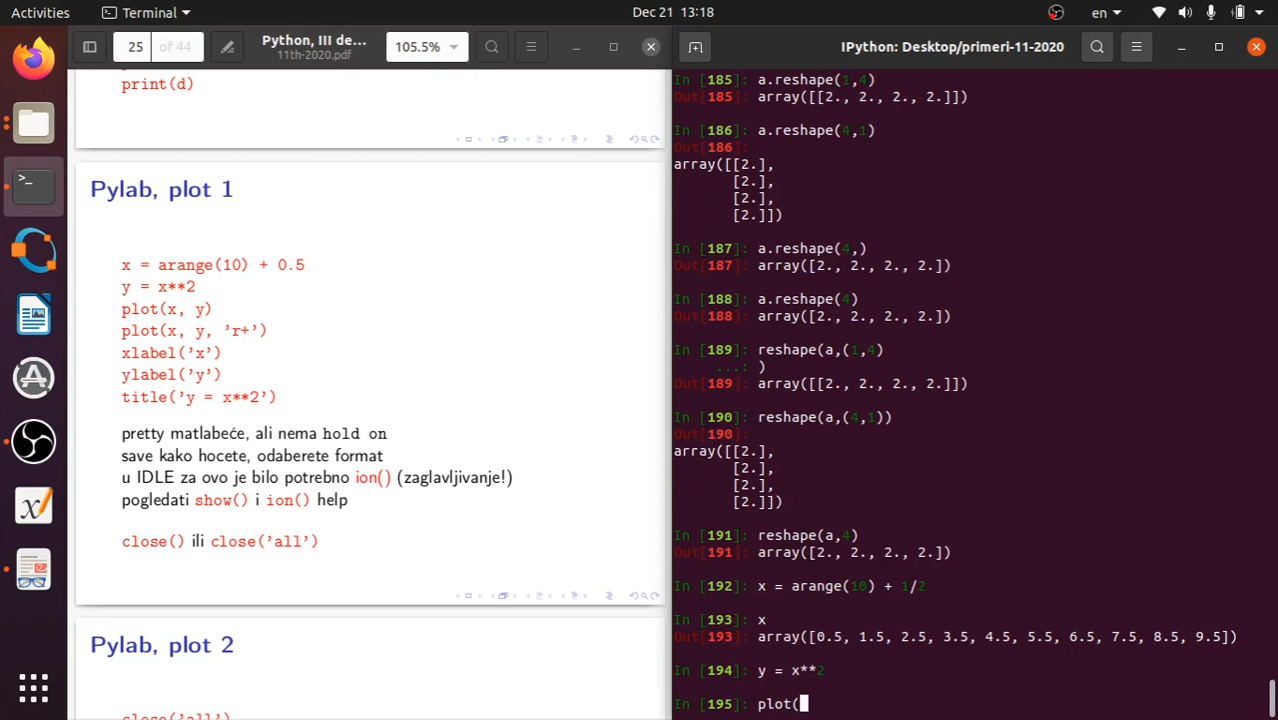 Activities
Terminal
Dec 21 13:18
en
25
of 44
Python, III de...
11th-2020.pdf
105.5%
print(d)
Pylab, plot 1
x = arange(10) + 0.5
y = x**2
plot(x, y)
plot(x, y, 'r+')
xlabel('x')
ylabel('y')
title('y = x**2')
pretty matlabeće, ali nema hold on
save kako hocete, odaberete format
u IDLE za ovo je bilo potrebno ion() (zaglavljivanje!)
pogledati show() i ion() help
close() ili close('all')
Pylab, plot 2
IPython: Desktop/primeri-11-2020
In [185]: a.reshape(1,4)
Out[185]: array([[2., 2., 2., 2.]])
In [186]: a.reshape(4,1)
Out[186]:
array([[2.],
[2.],
[2.],
[2.]])
In [187]: a.reshape(4,)
Out[187]: array([2., 2., 2., 2.])
In [188]: a.reshape(4)
Out[188]: array([2., 2., 2., 2.])
In [189]: reshape(a,(1,4)
...: )
Out[189]: array([[2., 2., 2., 2.]])
In [190]: reshape(a,(4,1))
Out[190]:
array([[2.],
[2.],
[2.],
[2.]])
In [191]: reshape(a,4)
Out[191]: array([2., 2., 2., 2.])
In [192]: x = arange(10) + 1/2
In [193]: x
Out[193]: array([0.5, 1.5, 2.5, 3.5, 4.5, 5.5, 6.5, 7.5, 8.5, 9.5])
In [194]: y = x**2
In [195]: plot(